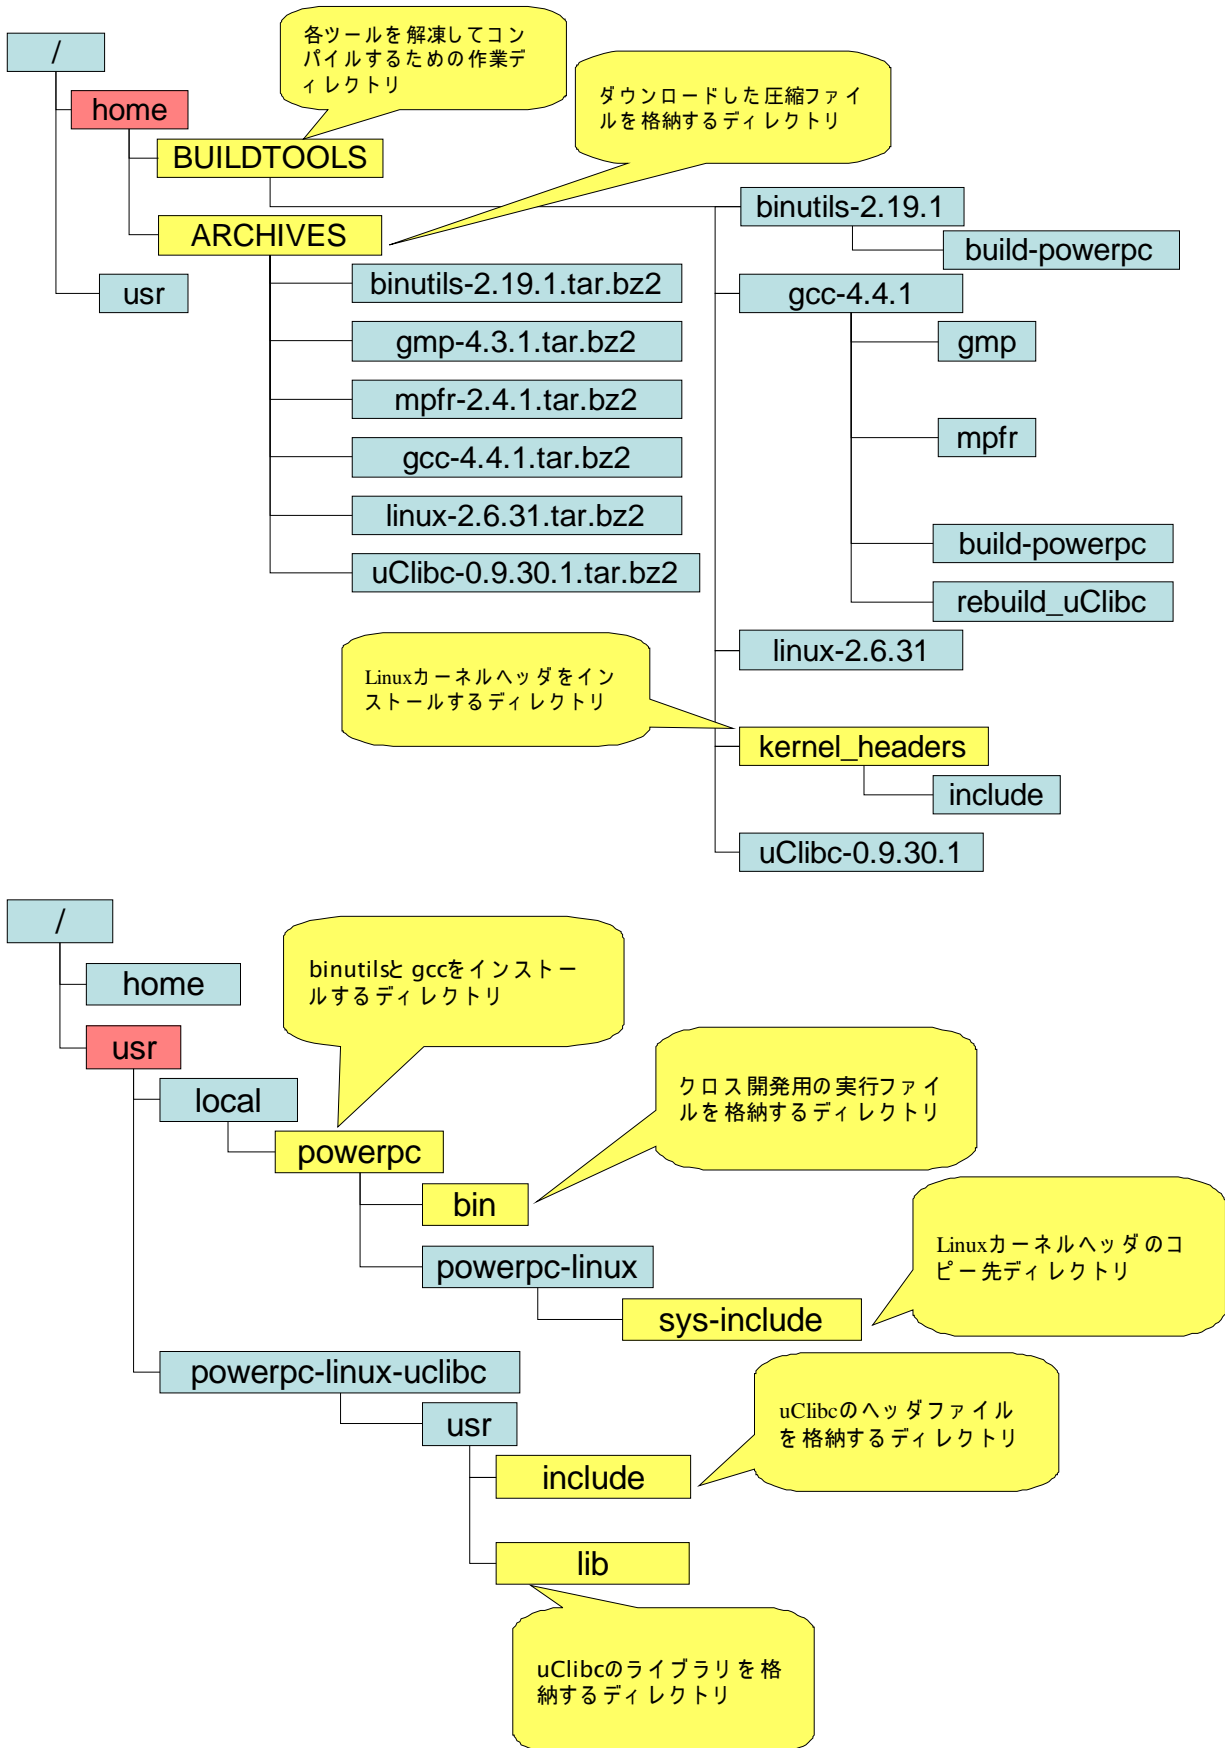 各ツールを解凍してコン
パイルするための作業デ
ィレクトリ
/
ダウンロードした圧縮ファイ
ルを格納するディレクトリ
home
BUILDTOOLS
binutils-2.19.1
ARCHIVES
build-powerpc
binutils-2.19.1.tar.bz2
usr
gcc-4.4.1
gmp-4.3.1.tar.bz2
gmp
mpfr-2.4.1.tar.bz2
mpfr
gcc-4.4.1.tar.bz2
linux-2.6.31.tar.bz2
build-powerpc
uClibc-0.9.30.1.tar.bz2
rebuild_uClibc
linux-2.6.31
Linuxカーネルヘッダをイン
ストールするディレクトリ
kernel_headers
include
uClibc-0.9.30.1
/
home
binutilsと gccをインストー
ルするディレクトリ
usr
local
クロス開発用の実行ファイ
ルを格納するディレクトリ
powerpc
bin
powerpc-linux
Linuxカーネルヘッダのコ
ピー先ディレクトリ
sys-include
powerpc-linux-uclibc
usr
uClibcのヘッダファイル
を格納するディレクトリ
include
lib
uClibcのライブラリを格
納するディレクトリ